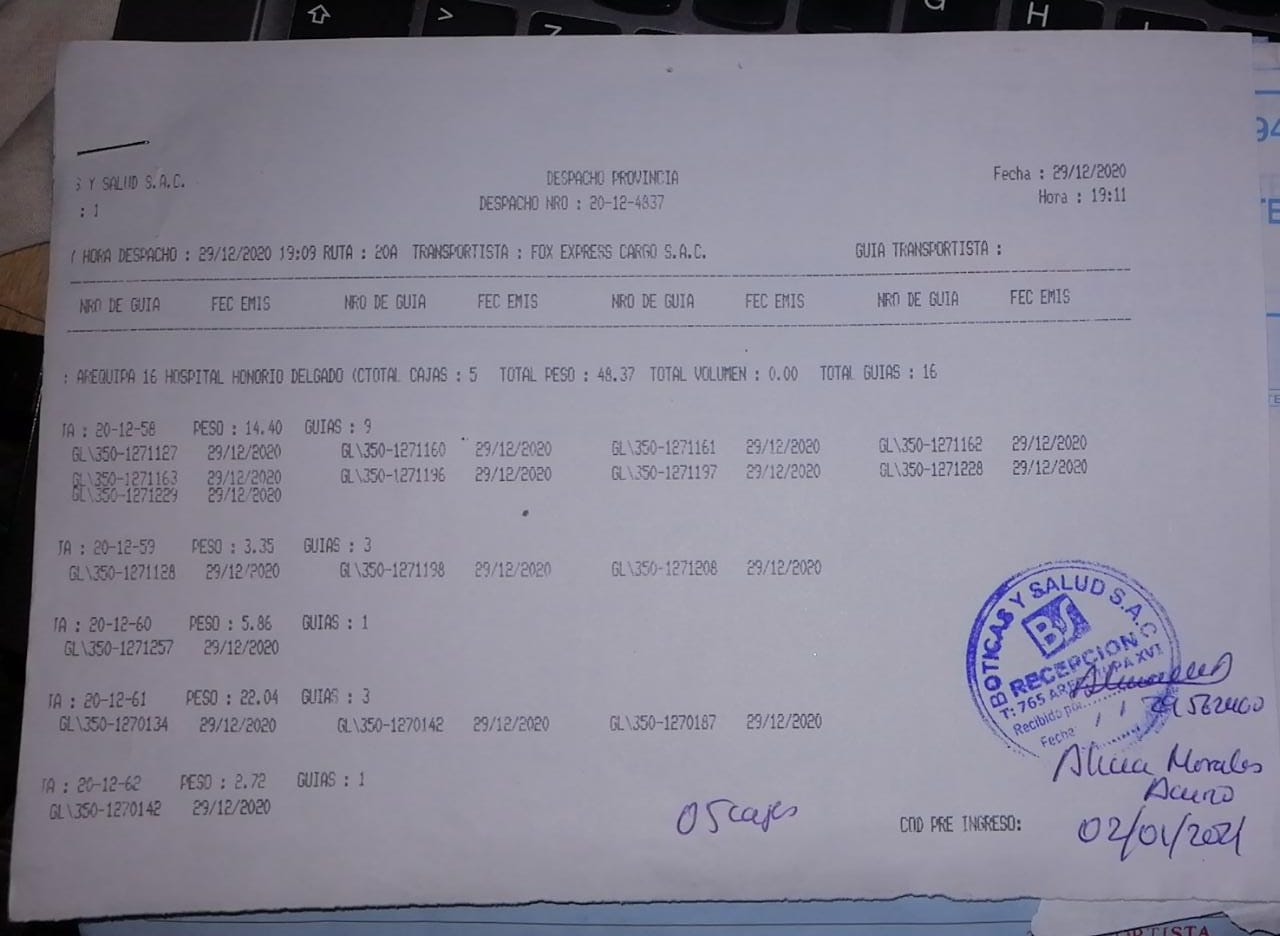 S Y SALUD S.A.C. DESPACHO PROVINCIA Fecha : 29/12/2020
: 1 DESPACHO NRO : 20-12-4837 Hora : 19:11
/ HORA DESPACHO : 29/12/2020 19:09 RUTA : 20A TRANSPORTISTA : FOX EXPRESS CARGO S.A.C. GUIA TRANSPORTISTA :
NRO DE GUIA FEC EMIS NRO DE GUIA FEC EMIS NRO DE GUIA FEC EMIS NRO DE GUIA FEC EMIS
: AREQUIPA 16 HOSPITAL HONORIO DELGADO (CTOTAL CAJAS : 5 TOTAL PESO : 48.37 TOTAL VOLUMEN : 0.00 TOTAL GUIAS : 16
TA : 20-12-58 PESO : 14.40 GUIAS : 9
GL\350-1271127 29/12/2020 GL\350-1271160 29/12/2020 GL\350-1271161 29/12/2020 GL\350-1271162 29/12/2020
GL\350-1271163 29/12/2020 GL\350-1271196 29/12/2020 GL\350-1271197 29/12/2020 GL\350-1271228 29/12/2020
GL\350-1271229 29/12/2020
TA : 20-12-59 PESO : 3.35 GUIAS : 3
GL\350-1271128 29/12/2020 GL\350-1271198 29/12/2020 GL\350-1271208 29/12/2020
TA : 20-12-60 PESO : 5.86 GUIAS : 1
GL\350-1271257 29/12/2020
TA : 20-12-61 PESO : 22.04 GUIAS : 3
GL\350-1270134 29/12/2020 GL\350-1270142 29/12/2020 GL\350-1270187 29/12/2020
TA : 20-12-62 PESO : 2.72 GUIAS : 1
GL\350-1270142 29/12/2020
BOTICAS Y SALUD S.A.C.
BS
RECEPCION
T: 765 AREQUIPA XVI
Recibido por
Fecha / /
29582400
Morales
05 cajas
COD PRE INGRESO:
02/01/2021
H
94